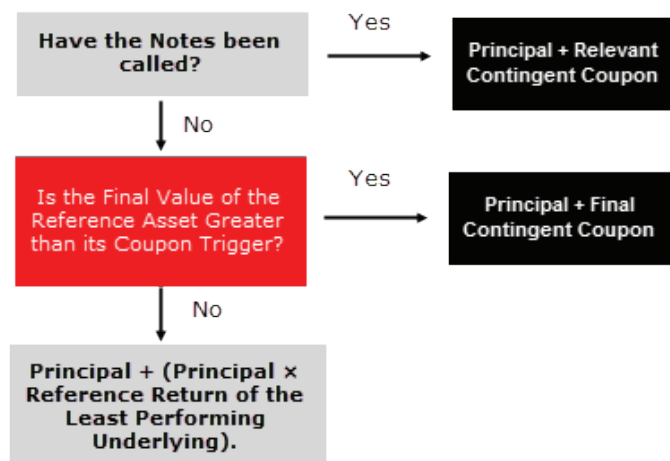 Have the Notes been
called?
Yes
Principal + Relevant
Contingent Coupon
No
Is the Final Value of the
Reference Asset Greater
than its Coupon Trigger?
Yes
Principal + Final
Contingent Coupon
No
Principal + (Principal ×
Reference Return of the
Least Performing
Underlying).